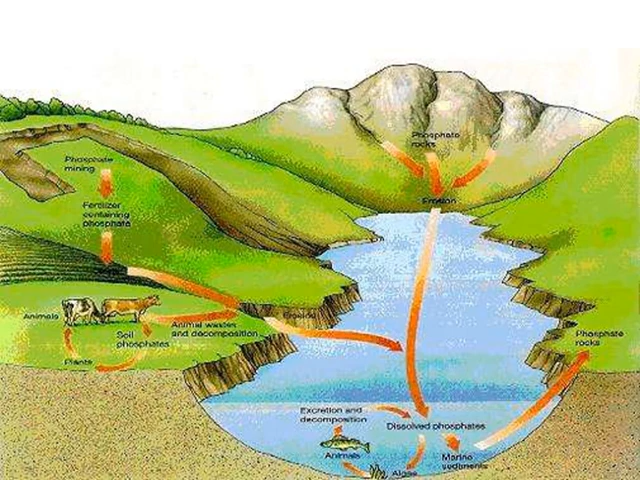 Phosphate
rocks
Erosion
Phosphate
mining
Fertilizer
containing
phosphate
Animals
Soil
phosphates
Plants
Animal wastes
and decomposition
Erosion
Phosphate
rocks
Excretion and
decomposition
Dissolved phosphates
Animals
Algae
Marine
sediments